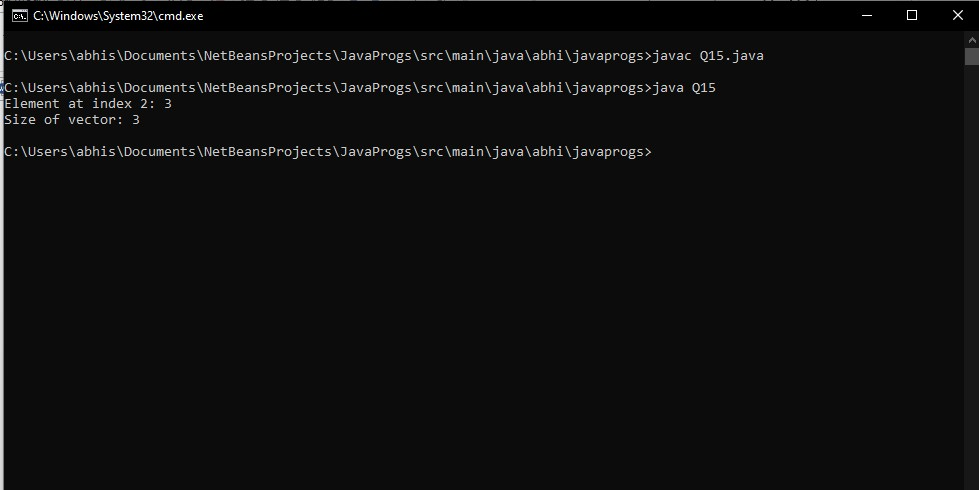 C:\Windows\System32\cmd.exe
C:\Users\abhis\Documents\NetBeansProjects\JavaProgs\src\main\java\abhi\javaprogs>javac Q15.java
C:\Users\abhis\Documents\NetBeansProjects\JavaProgs\src\main\java\abhi\javaprogs>java Q15
Element at index 2: 3
Size of vector: 3
C:\Users\abhis\Documents\NetBeansProjects\JavaProgs\src\main\java\abhi\javaprogs>